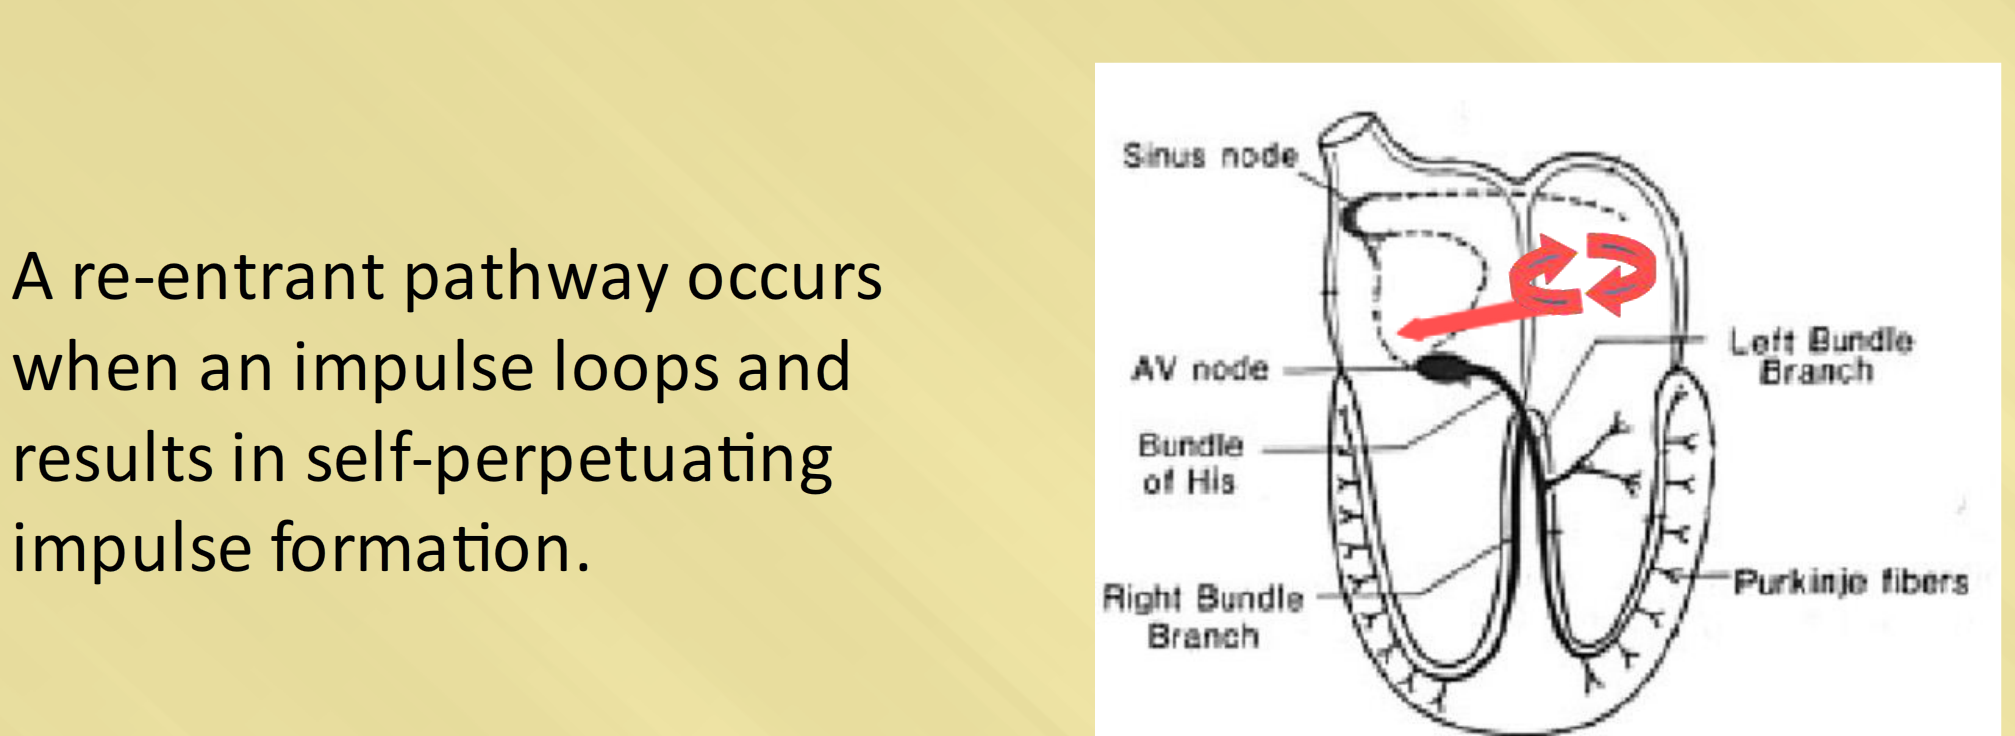 A re-entrant pathway occurs
when an impulse loops and
results in self-perpetuating
impulse formation.
Sinus node
AV node
Bundle
of His
Right Bundle
Branch
Left Bundle
Branch
Purkinje fibers